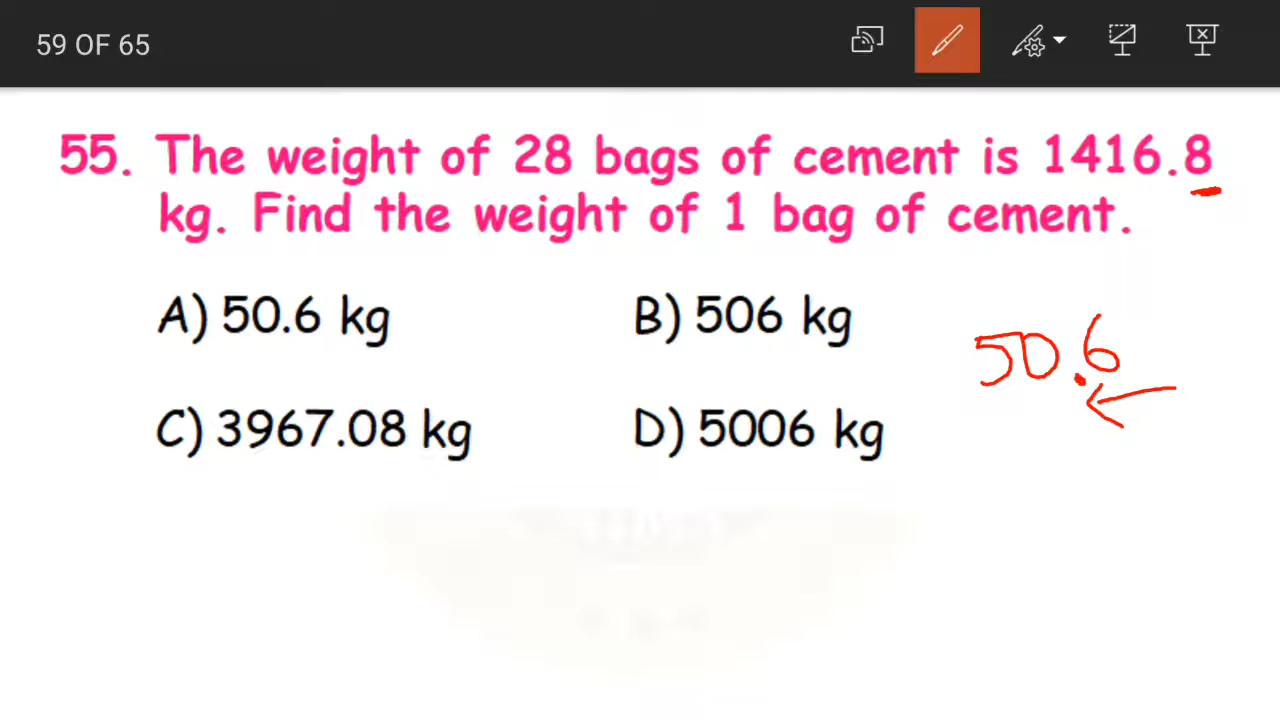 59 OF 65
55. The weight of 28 bags of cement is 1416.8
kg. Find the weight of 1 bag of cement.
A) 50.6 kg B) 506 kg
50.6
C) 3967.08 kg D) 5006 kg